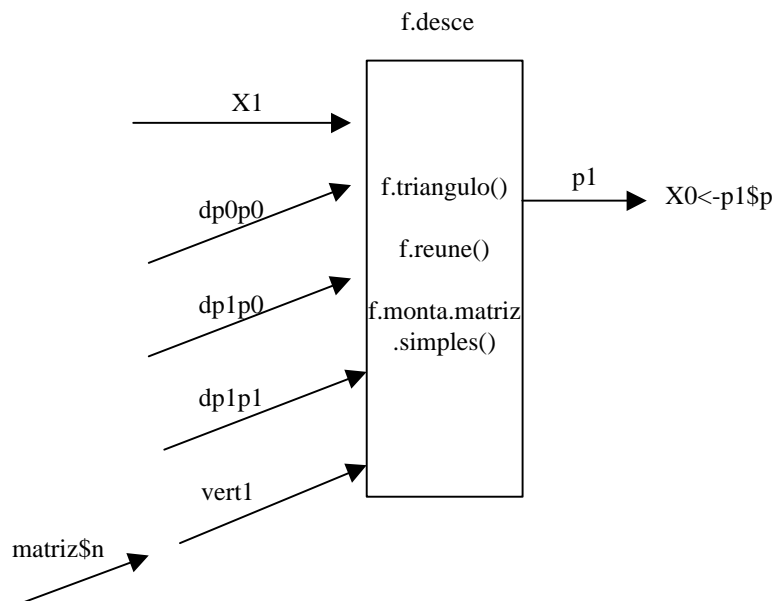 f.desce
X1
dp0p0
dp1p0
dp1p1
vert1
matriz$n
f.triangulo()
f.reune()
f.monta.matriz
.simples()
p1
X0<-p1$p